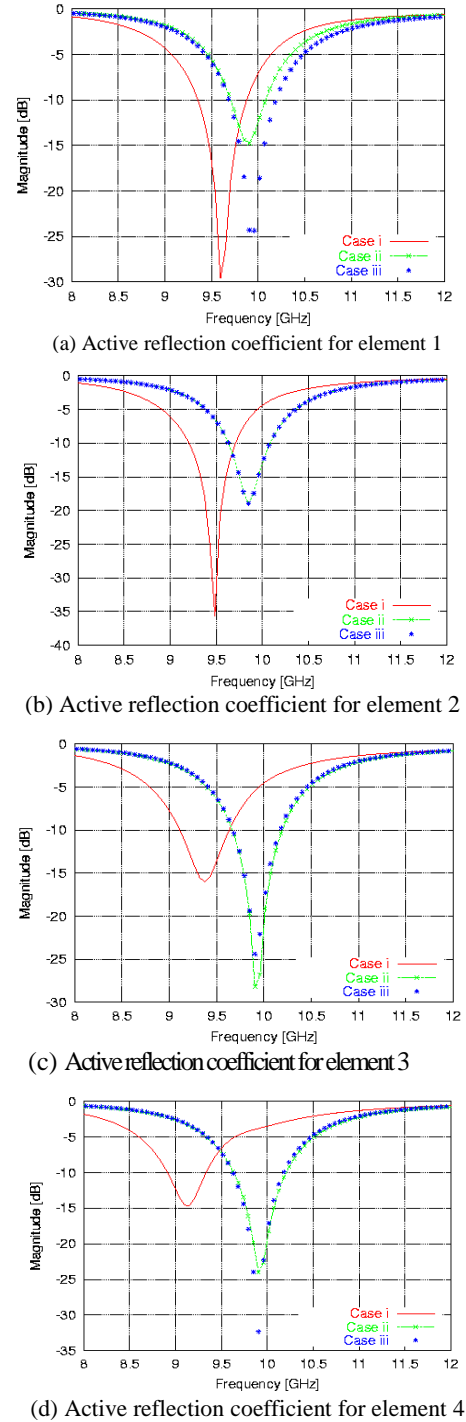 0
-5
-10
-15
-20
-25
-30
Magnitude [dB]
Case i
Case ii
Case iii
8 8.5 9 9.5 10 10.5 11 11.5 12
Frequency [GHz]
(a) Active reflection coefficient for element 1
0
-5
-10
-15
-20
-25
-30
-35
-40
Magnitude [dB]
Case i
Case ii
Case iii
8 8.5 9 9.5 10 10.5 11 11.5 12
Frequency [GHz]
(b) Active reflection coefficient for element 2
0
-5
-10
-15
-20
-25
-30
Magnitude [dB]
Case i
Case ii
Case iii
8 8.5 9 9.5 10 10.5 11 11.5 12
Frequency [GHz]
(c) Active reflection coefficient for element 3
0
-5
-10
-15
-20
-25
-30
-35
Magnitude [dB]
Case i
Case ii
Case iii
8 8.5 9 9.5 10 10.5 11 11.5 12
Frequency [GHz]
(d) Active reflection coefficient for element 4